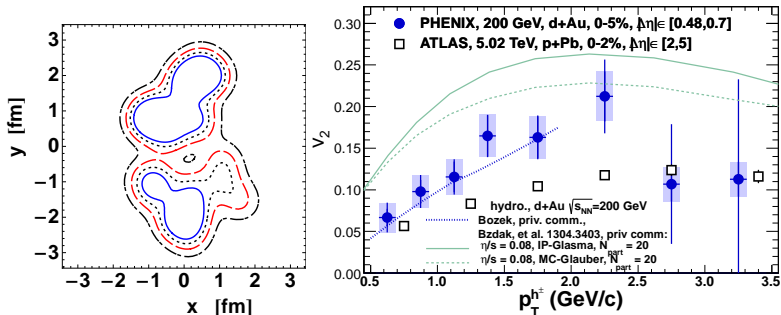 3
2
1
0
−1
−2
−3
y [fm]
−3 −2 −1 0 1 2 3
x [fm]
PHENIX, 200 GeV, d+Au, 0-5%, |Δη|∈ [0.48,0.7]
ATLAS, 5.02 TeV, p+Pb, 0-2%, |Δη|∈ [2,5]
0.30
0.25
0.20
0.15
0.10
0.05
0.00
v2
hydro., d+Au √sNN=200 GeV
Bozek, priv. comm.,
Bzdak, et al. 1304.3403, priv comm:
η/s = 0.08, IP-Glasma, Npart = 20
η/s = 0.08, MC-Glauber, Npart = 20
0.5 1.0 1.5 2.0 2.5 3.0 3.5
pTh± (GeV/c)